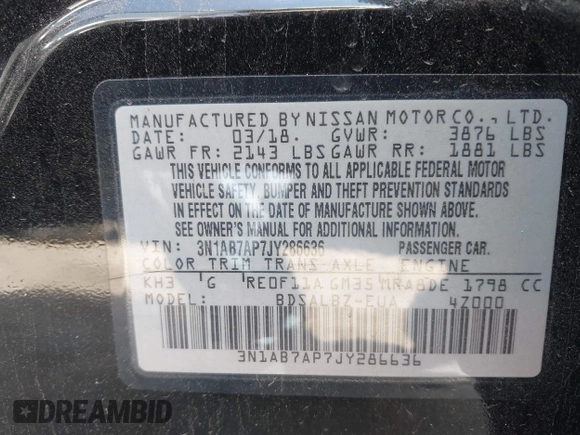 MANUFACTURED BY NISSAN MOTOR CO., LTD.
DATE: 03/18. GVWR: 3876 LBS
GAWR FR: 2143 LBS GAWR RR: 1881 LBS
THIS VEHICLE CONFORMS TO ALL APPLICABLE FEDERAL MOTOR
VEHICLE SAFETY, BUMPER AND THEFT PREVENTION STANDARDS
IN EFFECT ON THE DATE OF MANUFACTURE SHOWN ABOVE.
SEE OWNER'S MANUAL FOR ADDITIONAL INFORMATION.
VIN: 3N1AB7AP7JY286636 PASSENGER CAR.
COLOR TRIM TRANS AXLE ENGINE
KH3 G RE0F11A GM35 MRA8DE 1798 CC
MODEL: BDSALBZ-EUA 4Z000
3N1AB7AP7JY286636
DREAMBID